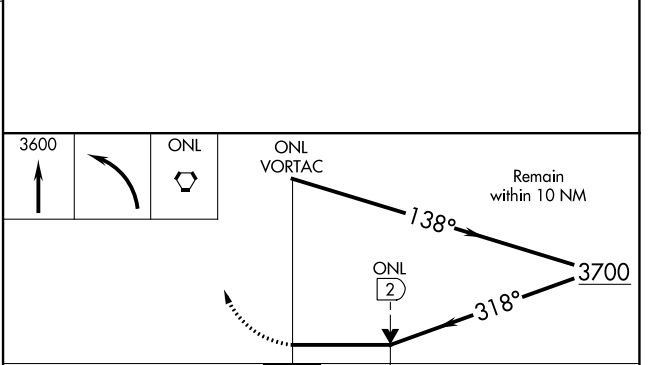 3600
ONL
ONL
VORTAC
Remain
within 10 NM
138°
3700
ONL
2
318°